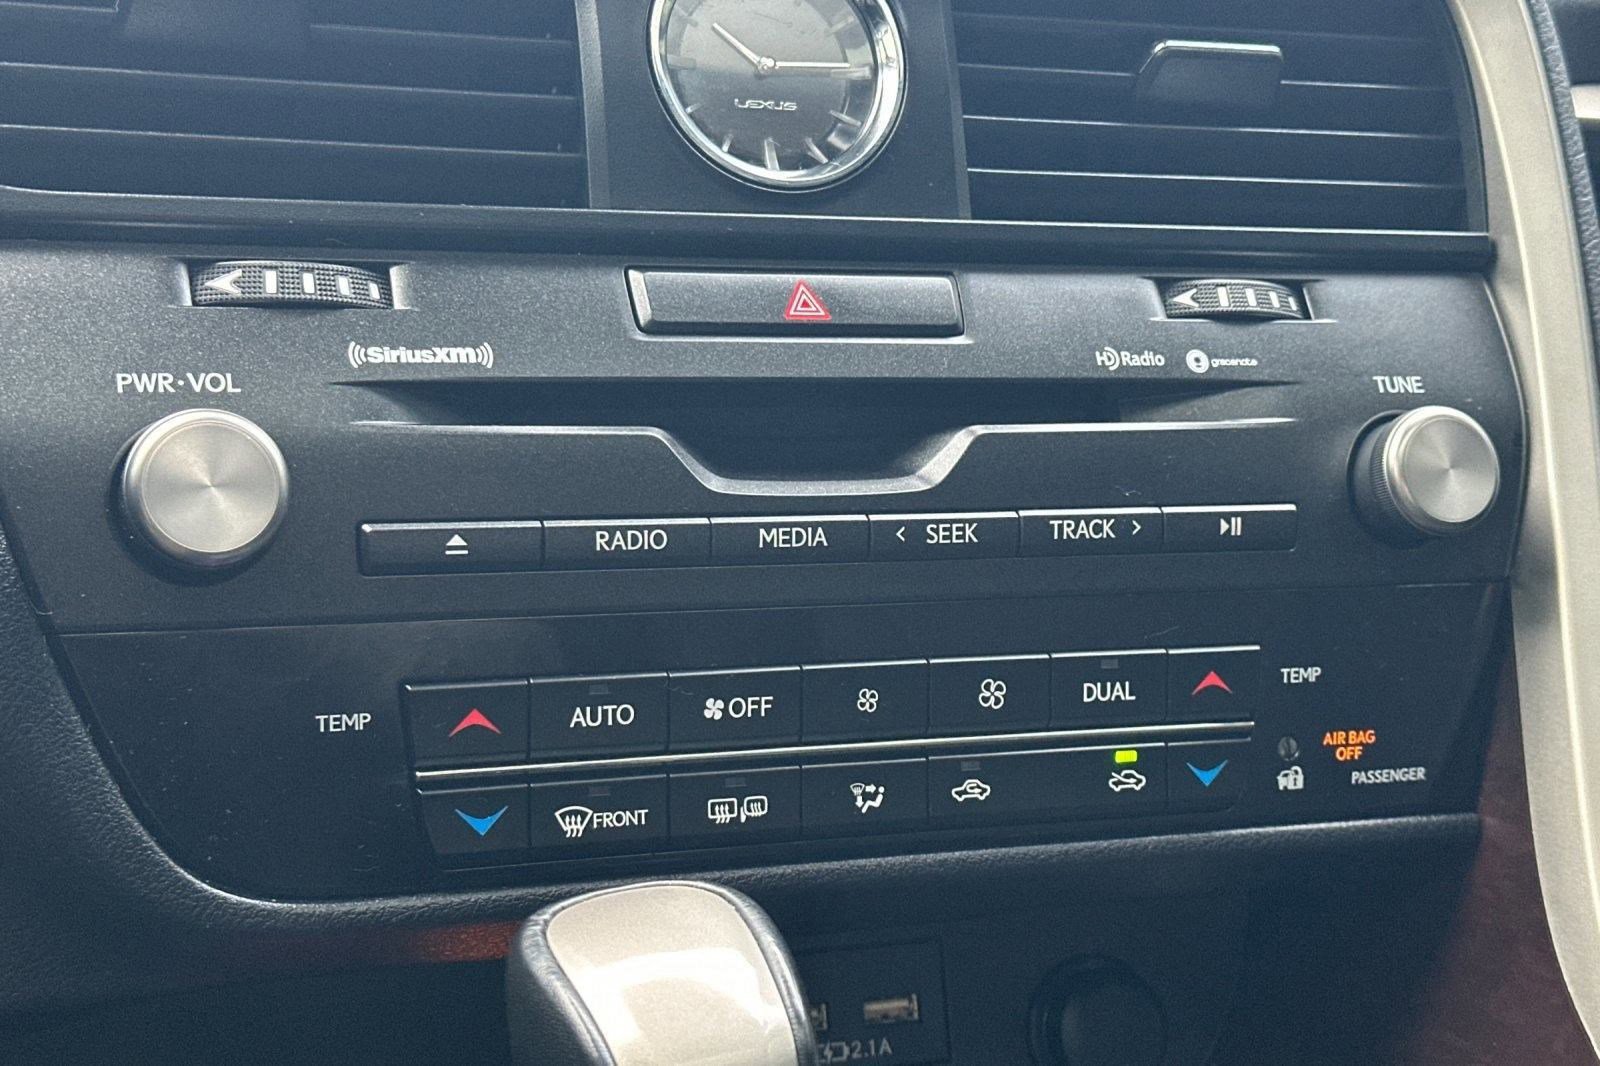 LEXUS
SiriusXM
HD Radio
gracenote
PWR·VOL
TUNE
RADIO
MEDIA
< SEEK
TRACK >
TEMP
AUTO
OFF
DUAL
TEMP
AIR BAG
OFF
PASSENGER
FRONT
2.1A